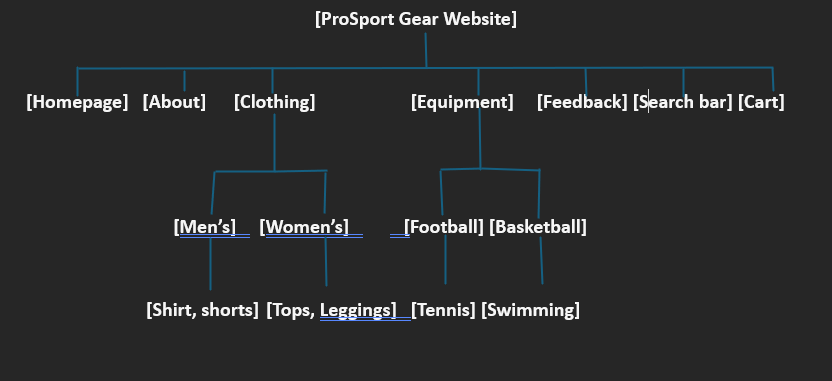 [ProSport Gear Website]
[Homepage] [About] [Clothing] [Equipment] [Feedback] [Search bar] [Cart]
[Men’s] [Women’s] [Football] [Basketball]
[Shirt, shorts] [Tops, Leggings] [Tennis] [Swimming]